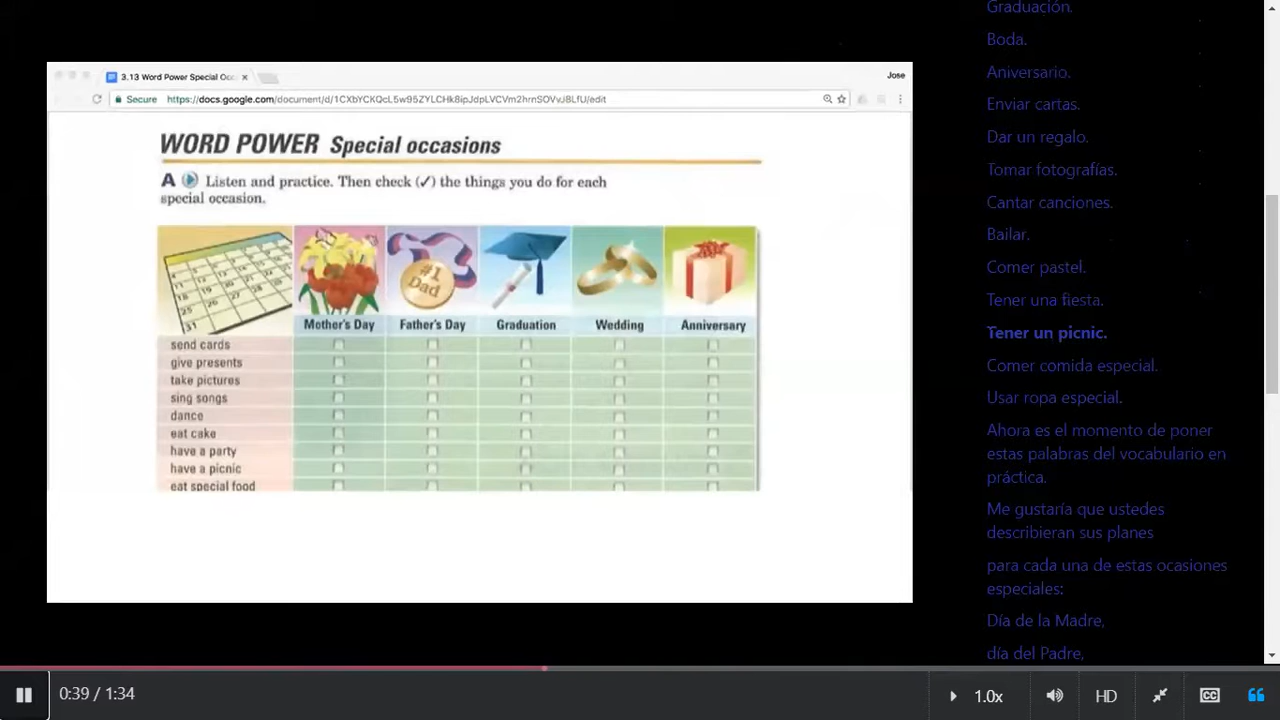 3.13 Word Power Special Occ
Jose
Secure https://docs.google.com/document/d/1CXbYCKQcL5w95ZYLCHk8ipJdpLVCVm2hrnSOVvJ8LfU/edit
WORD POWER Special occasions
A Listen and practice. Then check (✓) the things you do for each
special occasion.
#1
Dad
Mother's Day Father's Day Graduation Wedding Anniversary
send cards
give presents
take pictures
sing songs
dance
eat cake
have a party
have a picnic
eat special food
Graduación.
Boda.
Aniversario.
Enviar cartas.
Dar un regalo.
Tomar fotografías.
Cantar canciones.
Bailar.
Comer pastel.
Tener una fiesta.
Tener un picnic.
Comer comida especial.
Usar ropa especial.
Ahora es el momento de poner
estas palabras del vocabulario en
práctica.
Me gustaría que ustedes
describieran sus planes
para cada una de estas ocasiones
especiales:
Día de la Madre,
día del Padre,
0:39 / 1:34
1.0x
HD
CC